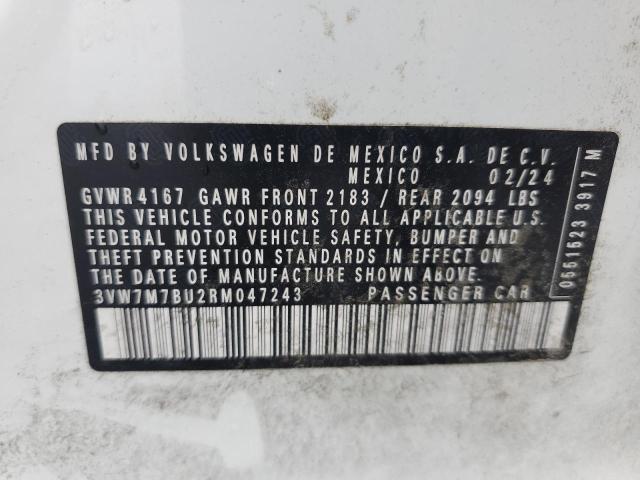 MFD BY VOLKSWAGEN DE MEXICO S.A. DE C.V.
MEXICO 02/24
GVWR 4167 GAWR FRONT 2183 / REAR 2094 LBS
THIS VEHICLE CONFORMS TO ALL APPLICABLE U.S.
FEDERAL MOTOR VEHICLE SAFETY, BUMPER AND
THEFT PREVENTION STANDARDS IN EFFECT ON
THE DATE OF MANUFACTURE SHOWN ABOVE.
3VW7M7BU2RM047243 PASSENGER CAR
0551523 3917 M